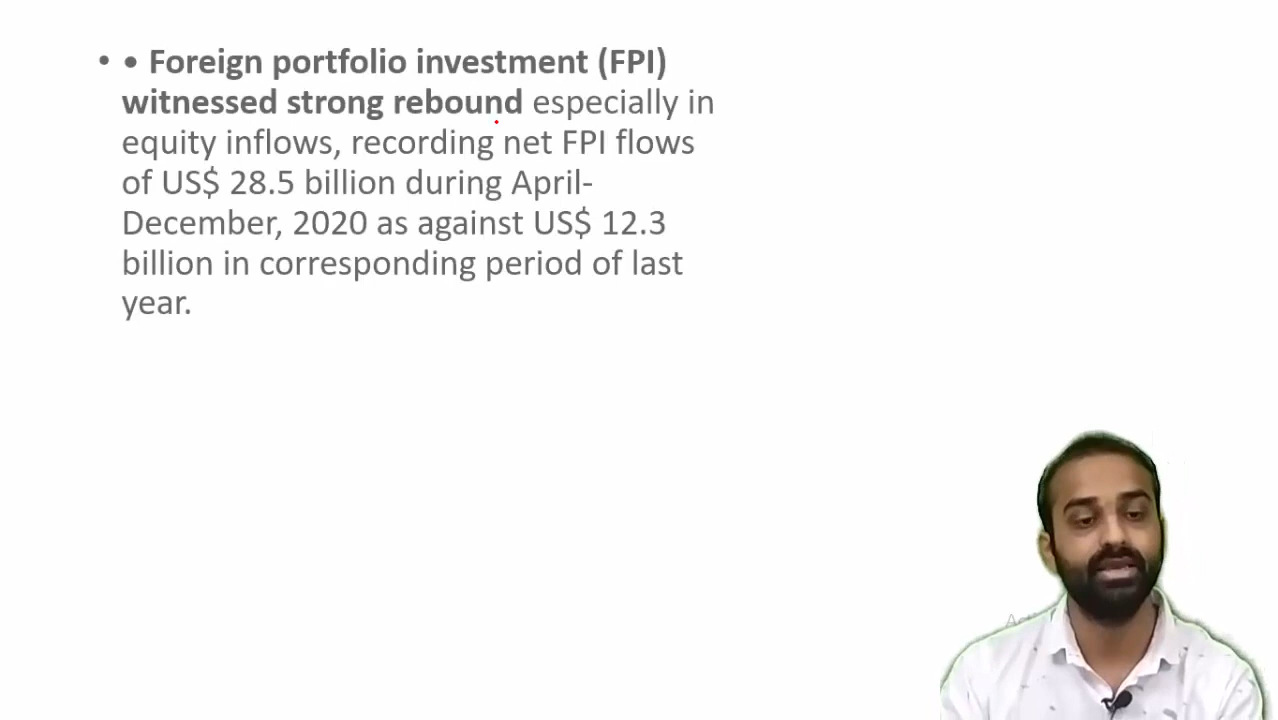 • • Foreign portfolio investment (FPI)
witnessed strong rebound especially in
equity inflows, recording net FPI flows
of US$ 28.5 billion during April-
December, 2020 as against US$ 12.3
billion in corresponding period of last
year.